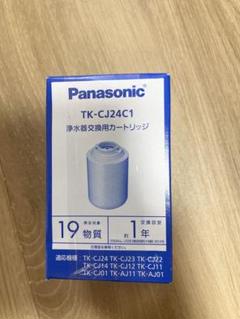 Panasonic
TK-CJ24C1
浄水器交換用カートリッジ
19物質
約1年
適応機種 TK-CJ24 TK-CJ23 TK-CJ22
TK-CJ14 TK-CJ12 TK-CJ11
TK-CJ01 TK-AJ11 TK-AJ01